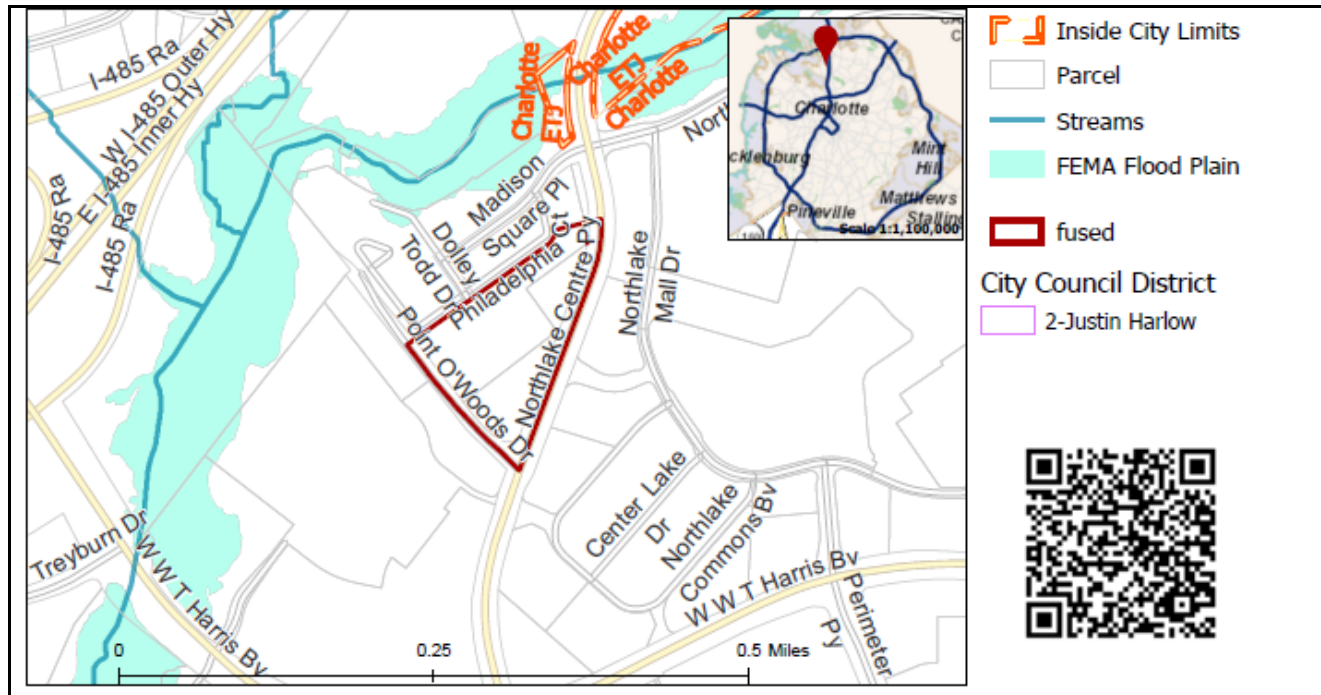 I-485 Ra
W I-485 Outer Hy
E I-485 Inner Hy
I-485 Ra
I-485 Ra
Charlotte
ETJ
Charlotte
ETJ
Charlotte
Madison
Square Pl
Dolley
Todd Dr
Philadelphia Ct
Point O'Woods Dr
Northlake Centre Py
Northlake
Mall Dr
Center Lake
Dr
Northlake
Commons Bv
W W T Harris Bv
Perimeter
Py
Treyburn Dr
W W T Harris Bv
0
0.25
0.5 Miles
Charlotte
cklenburg
Mint
Hill
Matthews
Stalling
Pineville
Scale 1:1,100,000
Inside City Limits
Parcel
Streams
FEMA Flood Plain
fused
City Council District
2-Justin Harlow